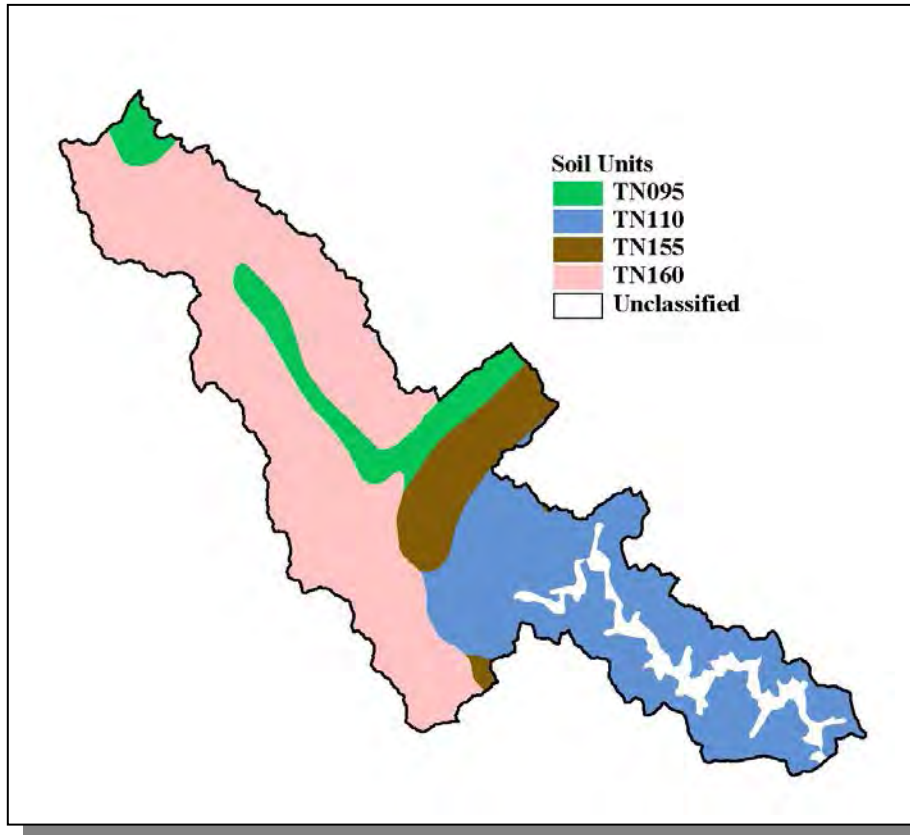 Soil Units
TN095
TN110
TN155
TN160
Unclassified